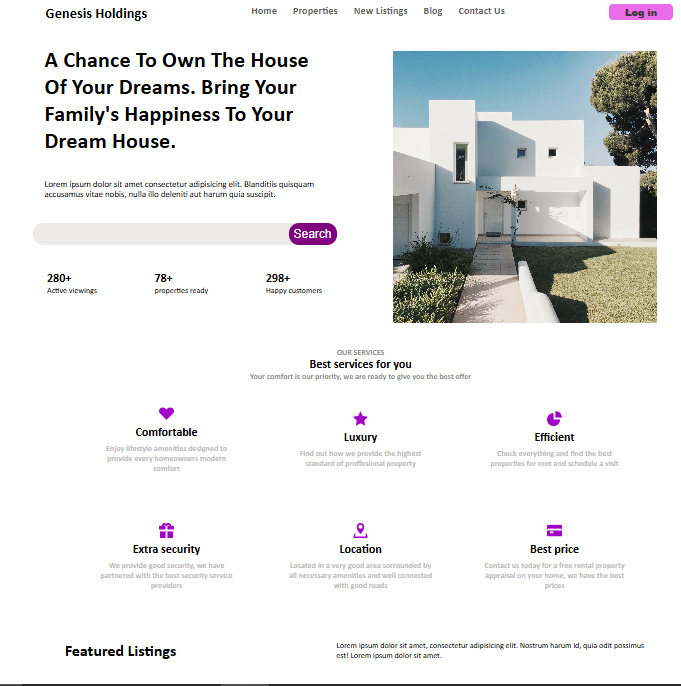 Genesis Holdings
Home Properties New Listings Blog Contact Us
Log in
A Chance To Own The House
Of Your Dreams. Bring Your
Family's Happiness To Your
Dream House.
Lorem ipsum dolor sit amet consectetur adipisicing elit. Blanditiis quisquam
accusamus vitae nobis, nulla illo deleniti aut harum quia suscipit.
Search
280+
Active viewings
78+
properties ready
298+
Happy customers
OUR SERVICES
Best services for you
Your comfort is our priority, we are ready to give you the best offer
Comfortable
Enjoy lifestyle amenities designed to
provide every homeowners modern
comfort
Luxury
Find out how we provide the highest
standard of proffesional property
Efficient
Check everything and find the best
properties for rent and schedule a visit
Extra security
We provide good security, we have
partnered with the best security service
providers
Location
Located in a very good area sorrounded by
all necessary amenities and well connected
with good roads
Best price
Contact us today for a free rental property
appraisal on your home, we have the best
prices
Featured Listings
Lorem ipsum dolor sit amet, consectetur adipisicing elit. Nostrum harum id, quia odit possimus
est! Lorem ipsum dolor sit amet.